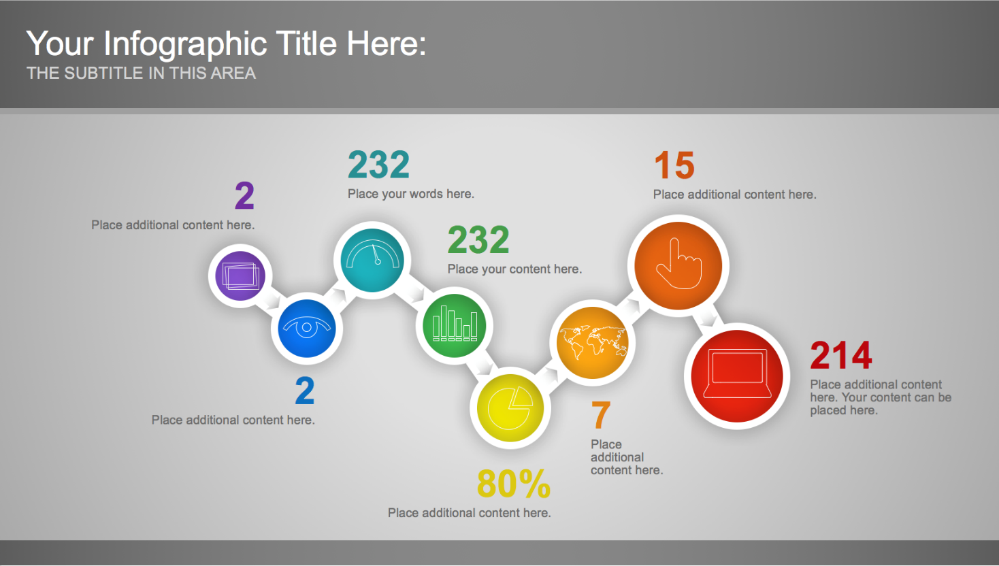 Your Infographic Title Here:
THE SUBTITLE IN THIS AREA
2
Place additional content here.
2
Place additional content here.
232
Place your words here.
232
Place your content here.
80%
Place additional content here.
7
Place
additional
content here.
15
Place additional content here.
214
Place additional content
here. Your content can be
placed here.